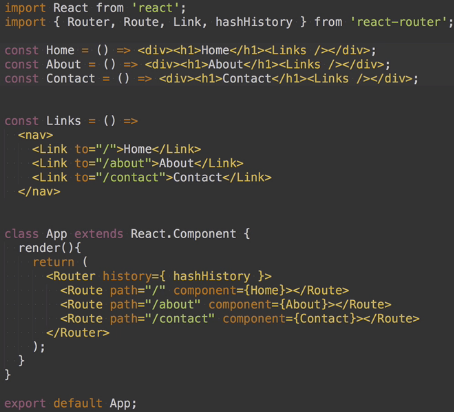 import React from 'react';
import { Router, Route, Link, hashHistory } from 'react-router';
const Home = () => <div><h1>Home</h1><Links /></div>;
const About = () => <div><h1>About</h1><Links /></div>;
const Contact = () => <div><h1>Contact</h1><Links /></div>;
const Links = () =>
<nav>
<Link to="/">Home</Link>
<Link to="/about">About</Link>
<Link to="/contact">Contact</Link>
</nav>
class App extends React.Component {
render(){
return (
<Router history={ hashHistory }>
<Route path="/" component={Home}></Route>
<Route path="/about" component={About}></Route>
<Route path="/contact" component={Contact}></Route>
</Router>
);
}
}
export default App;